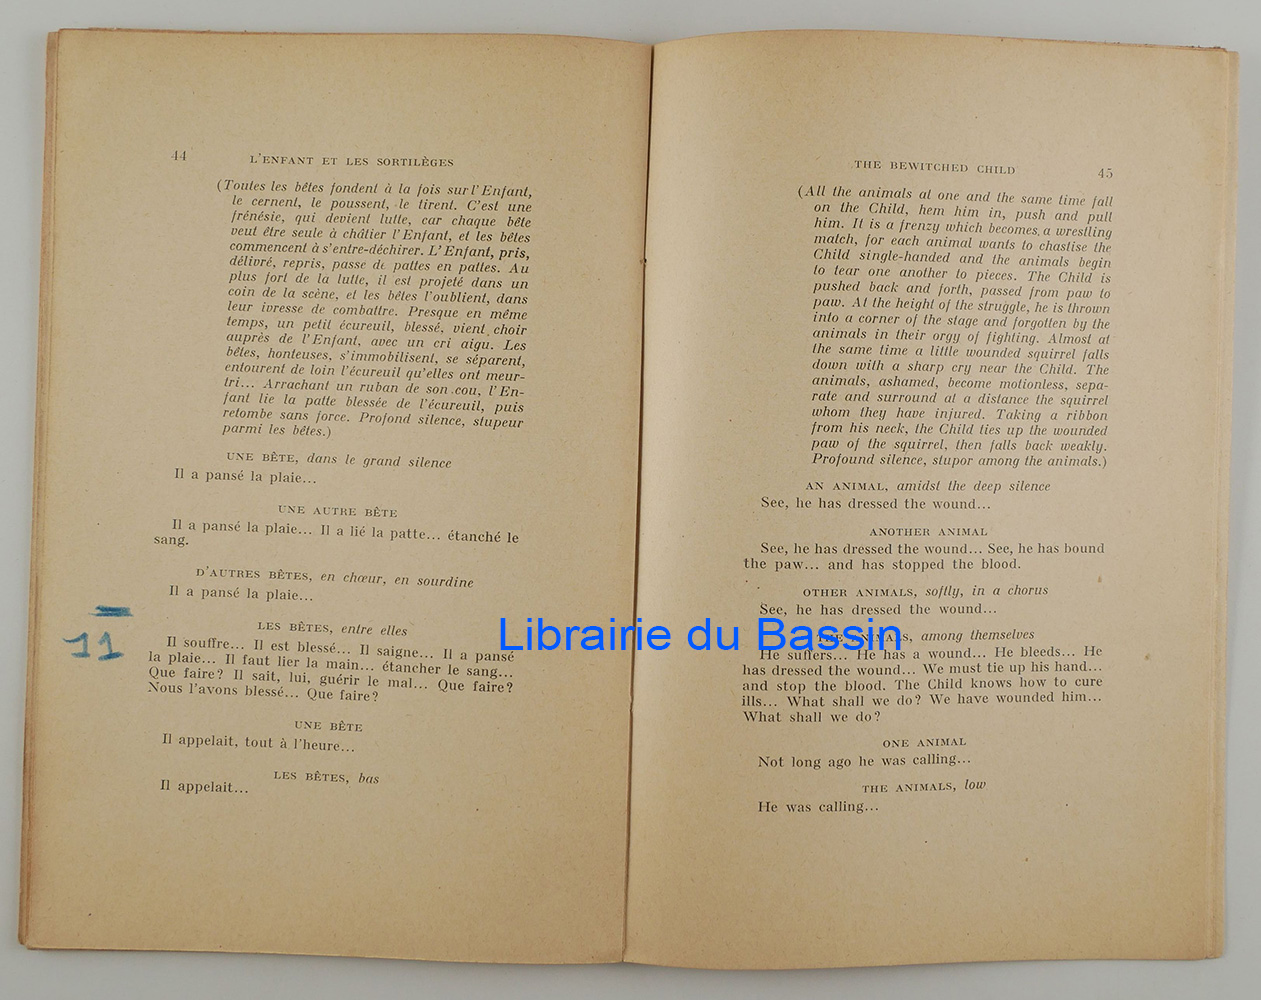 44
L'ENFANT ET LES SORTILÈGES
(Toutes les bêtes fondent à la fois sur l'Enfant,
le cernent, le poussent, le tirent. C'est une
frénésie, qui devient lutte, car chaque bête
veut être seule à châtier l'Enfant, et les bêtes
commencent à s'entre-déchirer. L'Enfant, pris,
délivré, repris, passe de pattes en pattes. Au
plus fort de la lutte, il est projeté dans un
coin de la scène, et les bêtes l'oublient, dans
leur ivresse de combattre. Presque en même
temps, un petit écureuil, blessé, vient choir
auprès de l'Enfant, avec un cri aigu. Les
bêtes, honteuses, s'immobilisent, se séparent,
entourent de loin l'écureuil qu'elles ont meur-
tri... Arrachant un ruban de son cou, l'En-
fant lie la patte blessée de l'écureuil, puis
retombe sans force. Profond silence, stupeur
parmi les bêtes.)
UNE BÊTE, dans le grand silence
Il a pansé la plaie...
UNE AUTRE BÊTE
Il a pansé la plaie... Il a lié la patte... étanché le
sang.
D'AUTRES BÊTES, en chœur, en sourdine
Il a pansé la plaie...
LES BÊTES, entre elles
11
Il souffre... Il est blessé... Il saigne... Il a pansé
la plaie... Il faut lier la main... étancher le sang...
Que faire? Il sait, lui, guérir le mal... Que faire?
Nous l'avons blessé... Que faire?
UNE BÊTE
Il appelait, tout à l'heure...
LES BÊTES, bas
Il appelait...
THE BEWITCHED CHILD
45
(All the animals at one and the same time fall
on the Child, hem him in, push and pull
him. It is a frenzy which becomes a wrestling
match, for each animal wants to chastise the
Child single-handed and the animals begin
to tear one another to pieces. The Child is
pushed back and forth, passed from paw to
paw. At the height of the struggle, he is thrown
into a corner of the stage and forgotten by the
animals in their orgy of fighting. Almost at
the same time a little wounded squirrel falls
down with a sharp cry near the Child. The
animals, ashamed, become motionless, sepa-
rate and surround at a distance the squirrel
whom they have injured. Taking a ribbon
from his neck, the Child ties up the wounded
paw of the squirrel, then falls back weakly.
Profound silence, stupor among the animals.)
AN ANIMAL, amidst the deep silence
See, he has dressed the wound...
ANOTHER ANIMAL
See, he has dressed the wound... See, he has bound
the paw... and has stopped the blood.
OTHER ANIMALS, softly, in a chorus
See, he has dressed the wound...
THE ANIMALS, among themselves
He suffers... He has a wound... He bleeds... He
has dressed the wound... We must tie up his hand...
and stop the blood. The Child knows how to cure
ills... What shall we do? We have wounded him...
What shall we do?
ONE ANIMAL
Not long ago he was calling...
THE ANIMALS, low
He was calling...
Librairie du Bassin